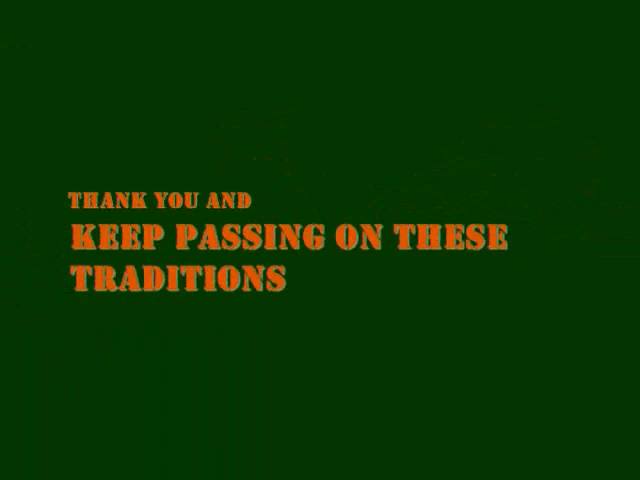 THANK YOU AND
KEEP PASSING ON THESE
TRADITIONS